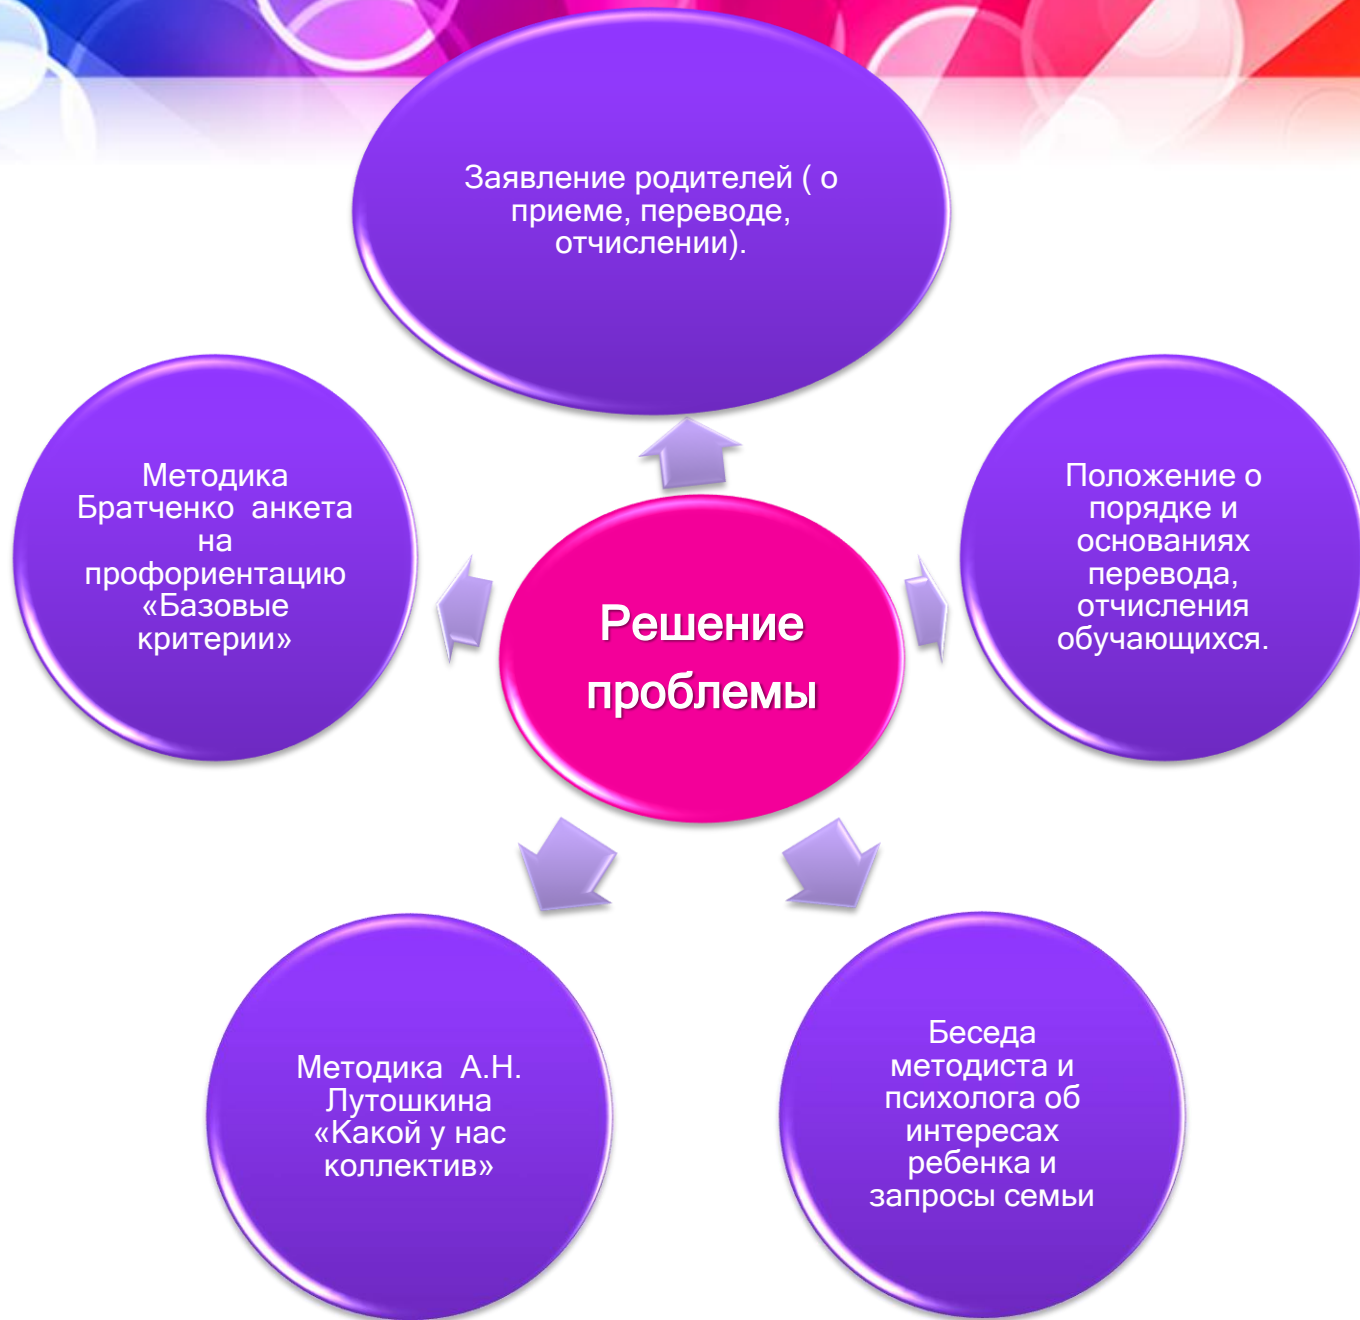 Заявление родителей ( о
приеме, переводе,
отчислении).
Методика
Братченко анкета
на
профориентацию
«Базовые
критерии»
Решение
проблемы
Положение о
порядке и
основаниях
перевода,
отчисления
обучающихся.
Методика А.Н.
Лутошкина
«Какой у нас
коллектив»
Беседа
методиста и
психолога об
интересах
ребенка и
запросы семьи